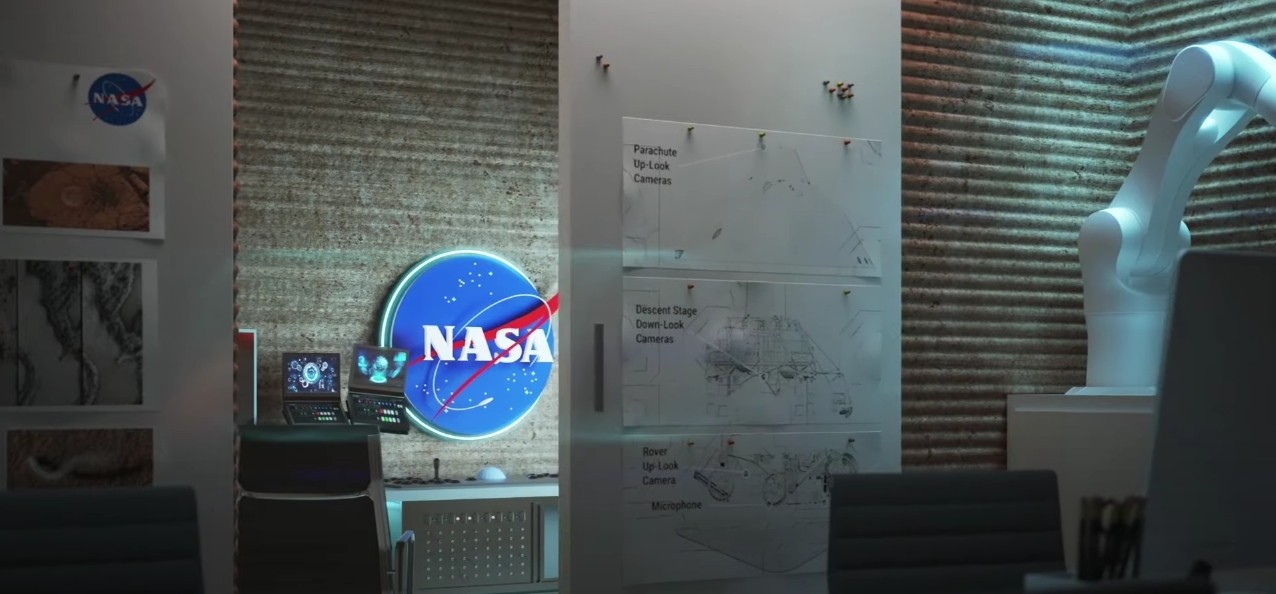 NASA
NASA
Parachute
Up-Look
Cameras
Descent Stage
Down-Look
Cameras
Rover
Up-Look
Camera
Microphone